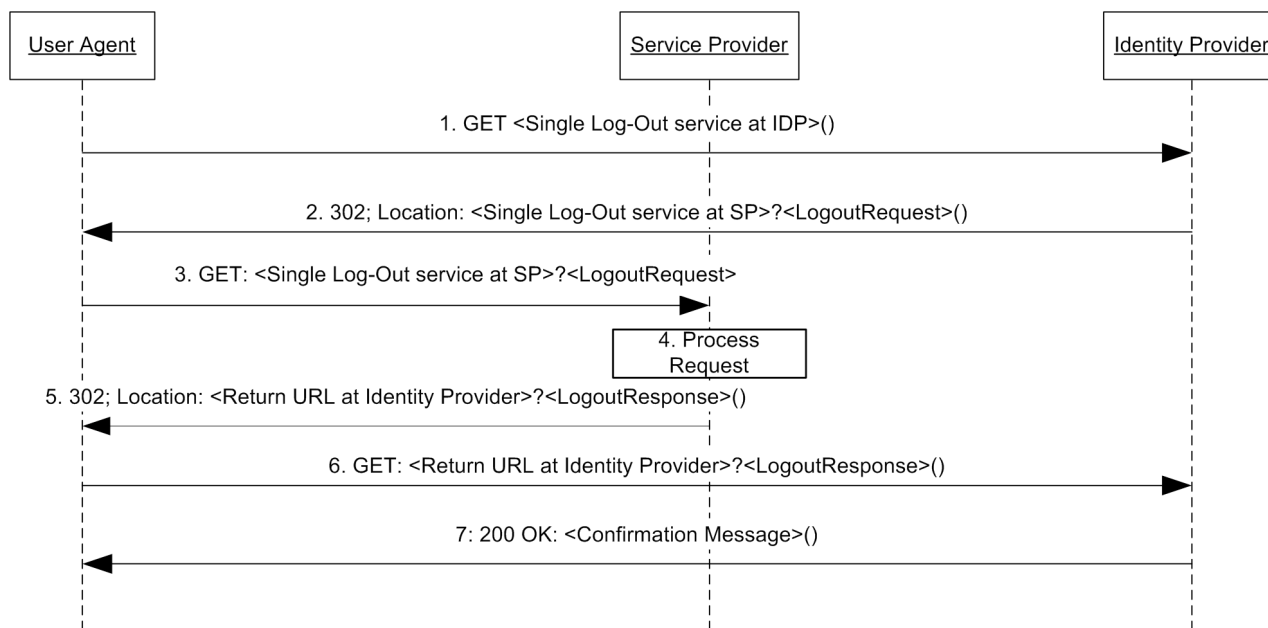 User Agent
Service Provider
Identity Provider
1. GET <Single Log-Out service at IDP>()
2. 302; Location: <Single Log-Out service at SP>?<LogoutRequest>()
3. GET: <Single Log-Out service at SP>?<LogoutRequest>
4. Process
Request
5. 302; Location: <Return URL at Identity Provider>?<LogoutResponse>()
6. GET: <Return URL at Identity Provider>?<LogoutResponse>()
7: 200 OK: <Confirmation Message>()